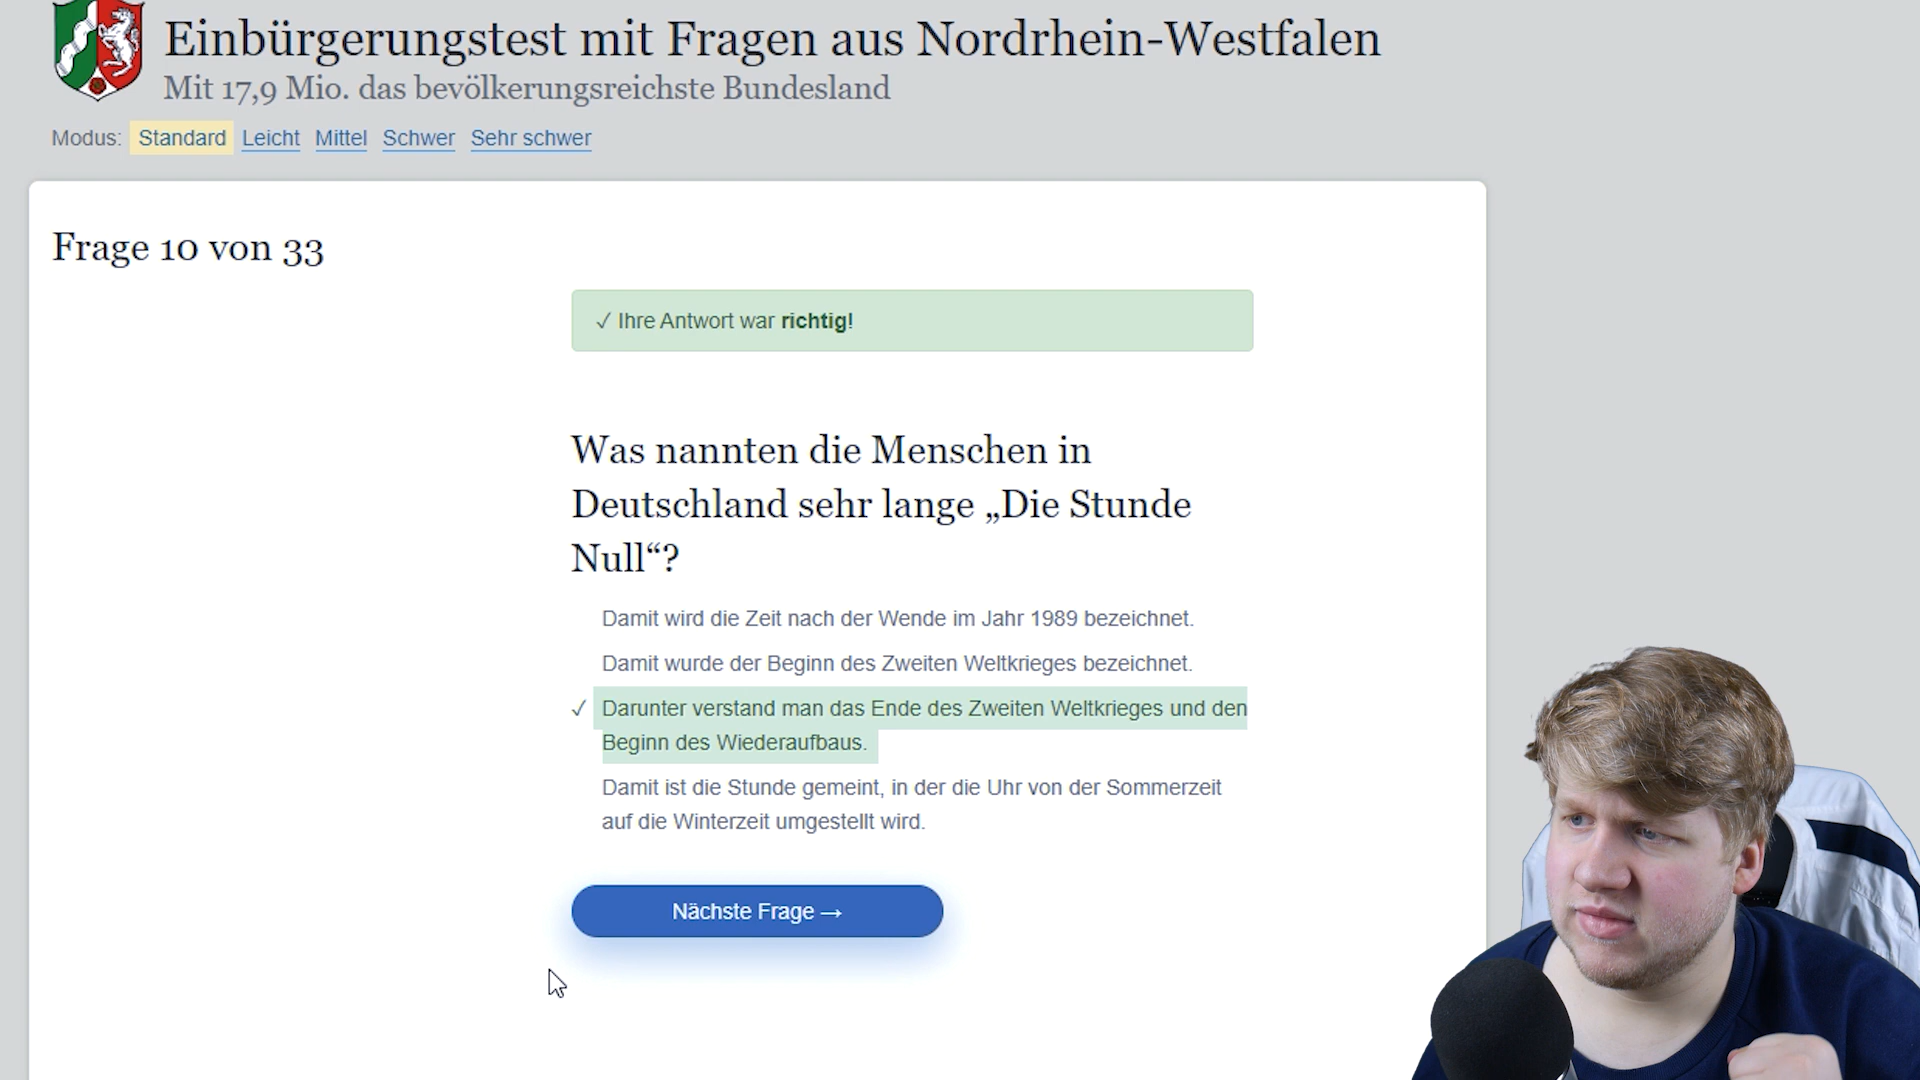 Einbürgerungstest mit Fragen aus Nordrhein-Westfalen
Mit 17,9 Mio. das bevölkerungsreichste Bundesland
Modus: Standard Leicht Mittel Schwer Sehr schwer
Frage 10 von 33
✓ Ihre Antwort war richtig!
Was nannten die Menschen in
Deutschland sehr lange „Die Stunde
Null“?
Damit wird die Zeit nach der Wende im Jahr 1989 bezeichnet.
Damit wurde der Beginn des Zweiten Weltkrieges bezeichnet.
✓ Darunter verstand man das Ende des Zweiten Weltkrieges und den
Beginn des Wiederaufbaus.
Damit ist die Stunde gemeint, in der die Uhr von der Sommerzeit
auf die Winterzeit umgestellt wird.
Nächste Frage →